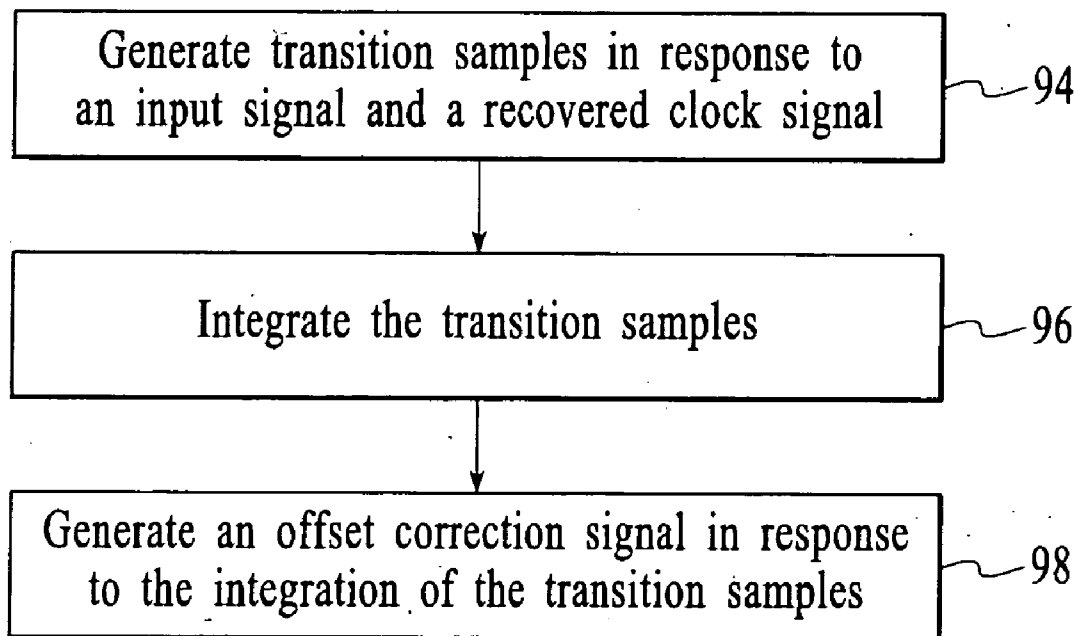 Generate transition samples in response to
an input signal and a recovered clock signal
94
Integrate the transition samples
96
Generate an offset correction signal in response
to the integration of the transition samples
98